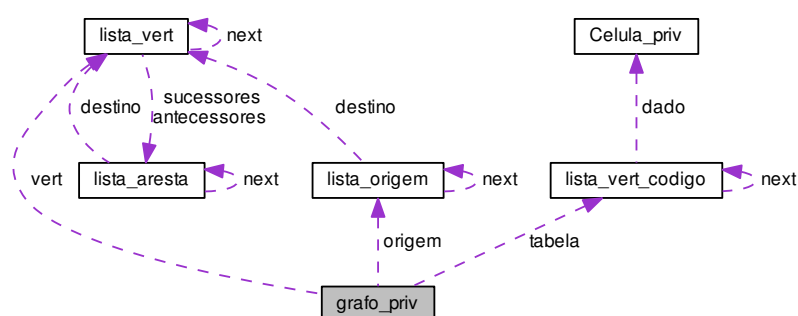 lista_vert
next
Celula_priv
destino
sucessores
antecessores
destino
dado
vert
lista_aresta
next
lista_origem
next
lista_vert_codigo
next
origem
tabela
grafo_priv